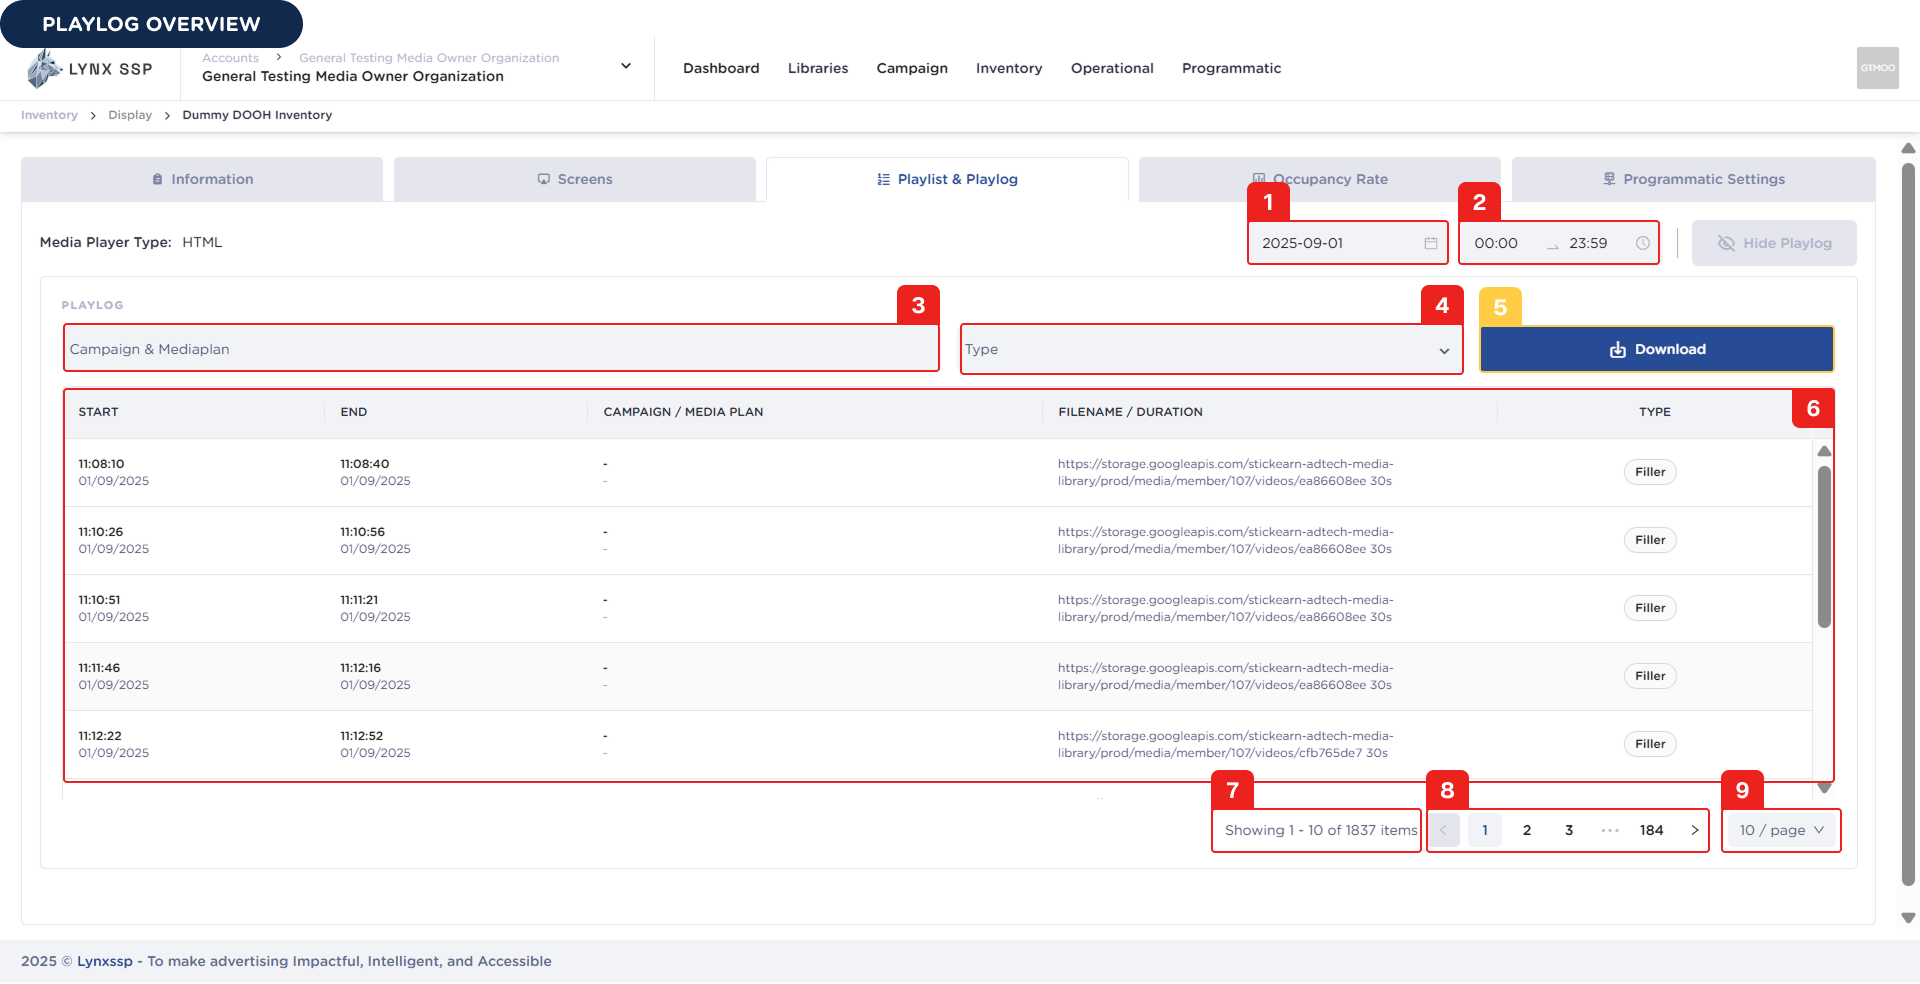 PLAYLOG OVERVIEW
LYNX SSP
Accounts > General Testing Media Owner Organization
General Testing Media Owner Organization
Dashboard Libraries Campaign Inventory Operational Programmatic
GTMOO
Inventory > Display > Dummy DOOH Inventory
Information
Screens
Playlist & Playlog
Occupancy Rate
Programmatic Settings
1
2
Media Player Type: HTML
2025-09-01
00:00 → 23:59
Hide Playlog
PLAYLOG
3
4
5
Campaign & Mediaplan
Type
Download
6
START END CAMPAIGN / MEDIA PLAN FILENAME / DURATION TYPE
11:08:10 11:08:40 - https://storage.googleapis.com/stickearn-adtech-media-
01/09/2025 01/09/2025 - library/prod/media/member/107/videos/ea86608ee 30s
Filler
11:10:26 11:10:56 - https://storage.googleapis.com/stickearn-adtech-media-
01/09/2025 01/09/2025 - library/prod/media/member/107/videos/ea86608ee 30s
Filler
11:10:51 11:11:21 - https://storage.googleapis.com/stickearn-adtech-media-
01/09/2025 01/09/2025 - library/prod/media/member/107/videos/ea86608ee 30s
Filler
11:11:46 11:12:16 - https://storage.googleapis.com/stickearn-adtech-media-
01/09/2025 01/09/2025 - library/prod/media/member/107/videos/ea86608ee 30s
Filler
11:12:22 11:12:52 - https://storage.googleapis.com/stickearn-adtech-media-
01/09/2025 01/09/2025 - library/prod/media/member/107/videos/cfb765de7 30s
Filler
7
8
9
Showing 1 - 10 of 1837 items
< 1 2 3 ··· 184 >
10 / page
2025 © Lynxssp - To make advertising Impactful, Intelligent, and Accessible